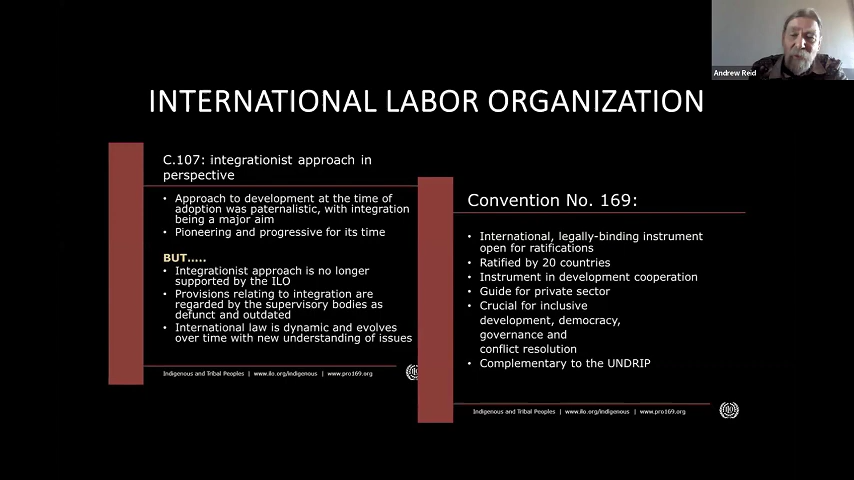 Andrew Reid
INTERNATIONAL LABOR ORGANIZATION
C.107: integrationist approach in
perspective
• Approach to development at the time of
adoption was paternalistic, with integration
being a major aim
• Pioneering and progressive for its time
BUT.....
• Integrationist approach is no longer
supported by the ILO
• Provisions relating to integration are
regarded by the supervisory bodies as
defunct and outdated
• International law is dynamic and evolves
over time with new understanding of issues
Indigenous and Tribal Peoples | www.ilo.org/indigenous | www.pro169.org
Convention No. 169:
• International, legally-binding instrument
open for ratifications
• Ratified by 20 countries
• Instrument in development cooperation
• Guide for private sector
• Crucial for inclusive
development, democracy,
governance and
conflict resolution
• Complementary to the UNDRIP
Indigenous and Tribal Peoples | www.ilo.org/indigenous | www.pro169.org